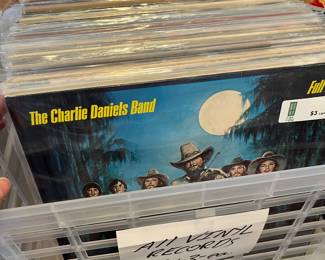 The Charlie Daniels Band
Full
$3
All VINYL
RECORDS